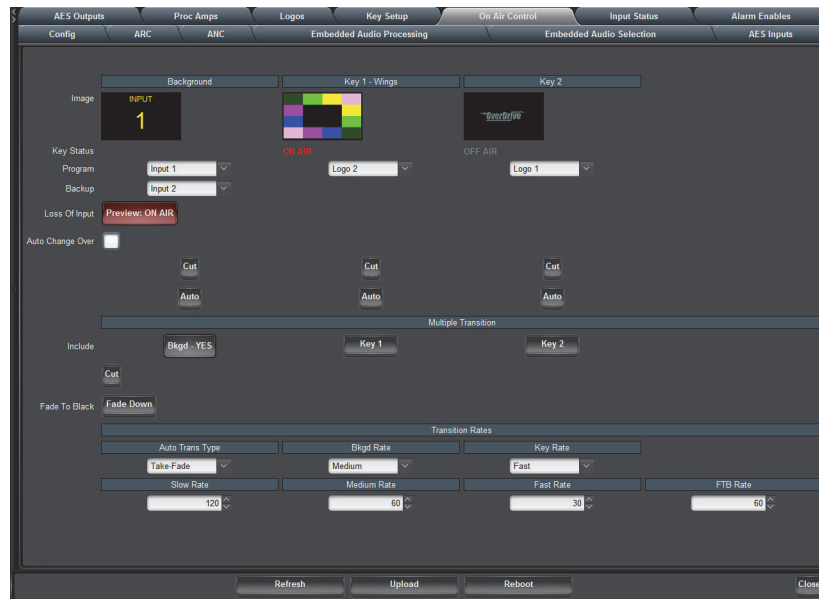 AES Outputs Proc Amps Logos Key Setup On Air Control Input Status Alarm Enables
Config ARC ANC Embedded Audio Processing Embedded Audio Selection AES Inputs
Background Key 1 - Wings Key 2
Image INPUT 1 OverDrive
Key Status ON AIR OFF AIR
Program Input 1 Logo 2 Logo 1
Backup Input 2
Loss Of Input Preview: ON AIR
Auto Change Over
Cut Cut Cut
Auto Auto Auto
Multiple Transition
Include Bkgd - YES Key 1 Key 2
Cut
Fade To Black Fade Down
Transition Rates
Auto Trans Type Bkgd Rate Key Rate
Take-Fade Medium Fast
Slow Rate Medium Rate Fast Rate FTB Rate
120 60 30 60
Refresh Upload Reboot Close